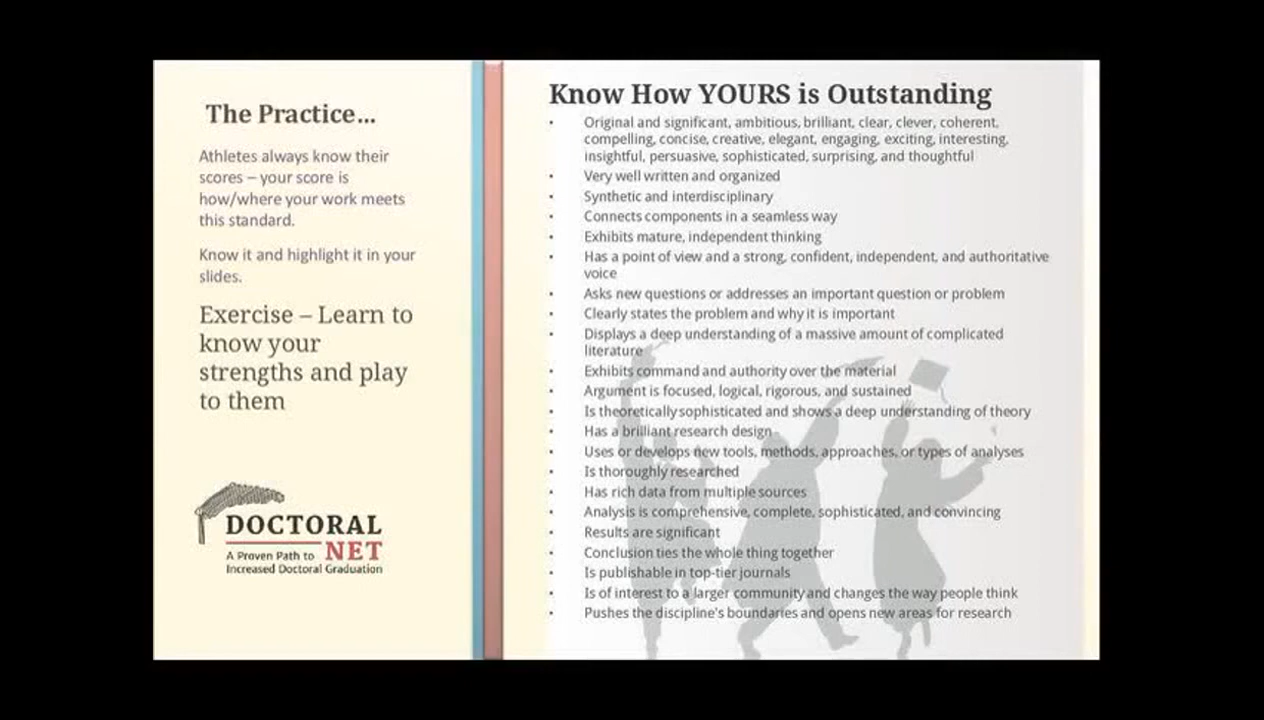 The Practice...
Athletes always know their
scores – your score is
how/where your work meets
this standard.
Know it and highlight it in your
slides.
Exercise – Learn to
know your
strengths and play
to them
DOCTORAL
NET
A Proven Path to
Increased Doctoral Graduation
Know How YOURS is Outstanding
• Original and significant, ambitious, brilliant, clear, clever, coherent,
compelling, concise, creative, elegant, engaging, exciting, interesting,
insightful, persuasive, sophisticated, surprising, and thoughtful
• Very well written and organized
• Synthetic and interdisciplinary
• Connects components in a seamless way
• Exhibits mature, independent thinking
• Has a point of view and a strong, confident, independent, and authoritative
voice
• Asks new questions or addresses an important question or problem
• Clearly states the problem and why it is important
• Displays a deep understanding of a massive amount of complicated
literature
• Exhibits command and authority over the material
• Argument is focused, logical, rigorous, and sustained
• Is theoretically sophisticated and shows a deep understanding of theory
• Has a brilliant research design
• Uses or develops new tools, methods, approaches, or types of analyses
• Is thoroughly researched
• Has rich data from multiple sources
• Analysis is comprehensive, complete, sophisticated, and convincing
• Results are significant
• Conclusion ties the whole thing together
• Is publishable in top-tier journals
• Is of interest to a larger community and changes the way people think
• Pushes the discipline's boundaries and opens new areas for research